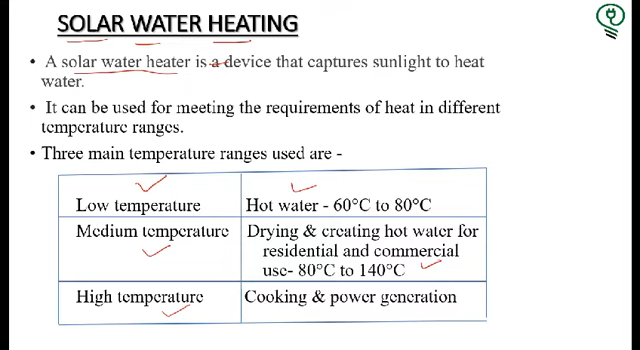 SOLAR WATER HEATING
A solar water heater is a device that captures sunlight to heat
water.
It can be used for meeting the requirements of heat in different
temperature ranges.
Three main temperature ranges used are -
Low temperature Hot water - 60°C to 80°C
Medium temperature Drying & creating hot water for
residential and commercial
use- 80°C to 140°C
High temperature Cooking & power generation